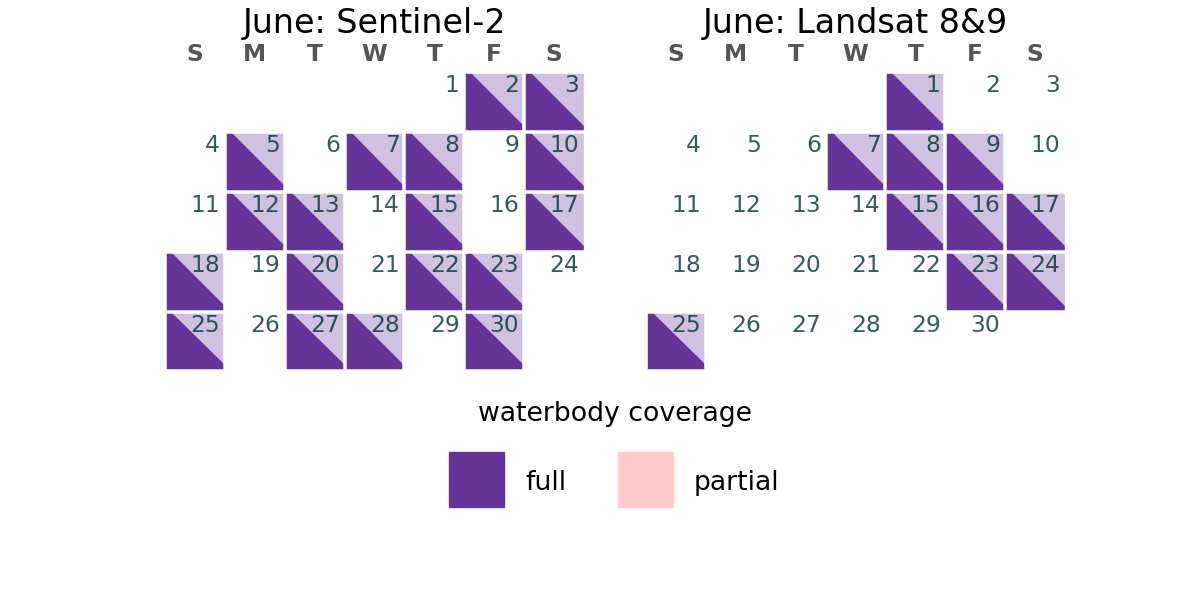 June: Sentinel-2
S M T W T F S
1 2 3
4 5 6 7 8 9 10
11 12 13 14 15 16 17
18 19 20 21 22 23 24
25 26 27 28 29 30
June: Landsat 8&9
S M T W T F S
1 2 3
4 5 6 7 8 9 10
11 12 13 14 15 16 17
18 19 20 21 22 23 24
25 26 27 28 29 30
waterbody coverage
full partial